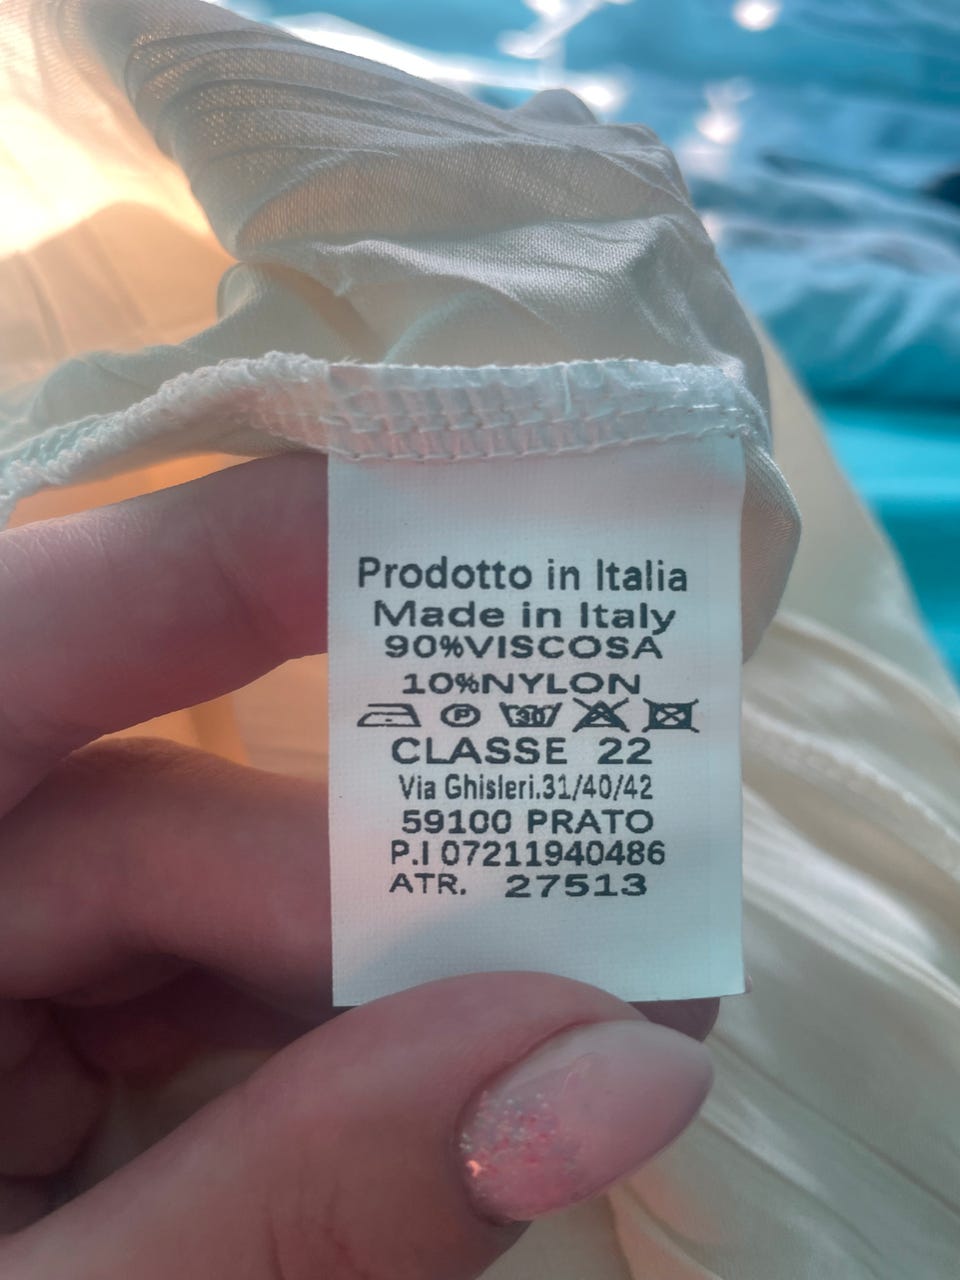 Prodotto in Italia
Made in Italy
90%VISCOSA
10%NYLON
P 30
CLASSE 22
Via Ghisleri.31/40/42
59100 PRATO
P.I 07211940486
ATR. 27513